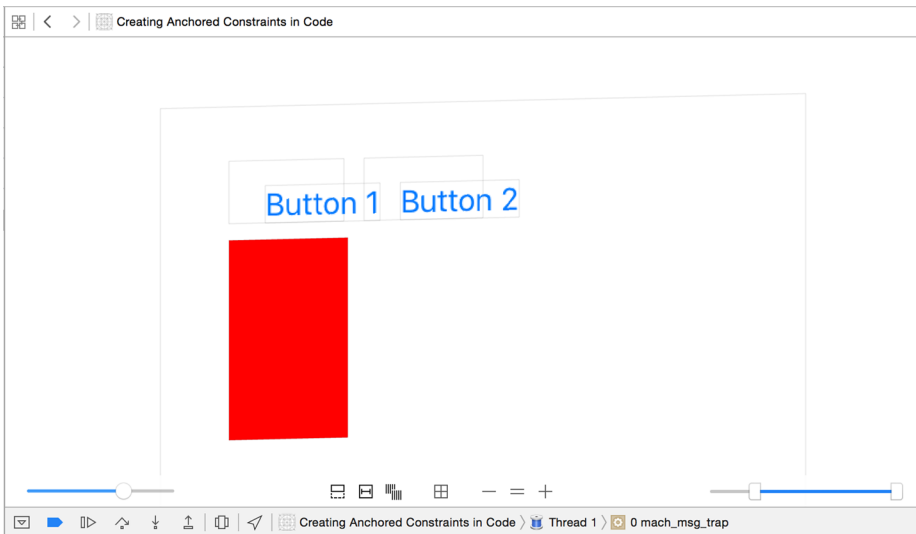 Creating Anchored Constraints in Code
Button 1 Button 2
Creating Anchored Constraints in Code Thread 1 0 mach_msg_trap